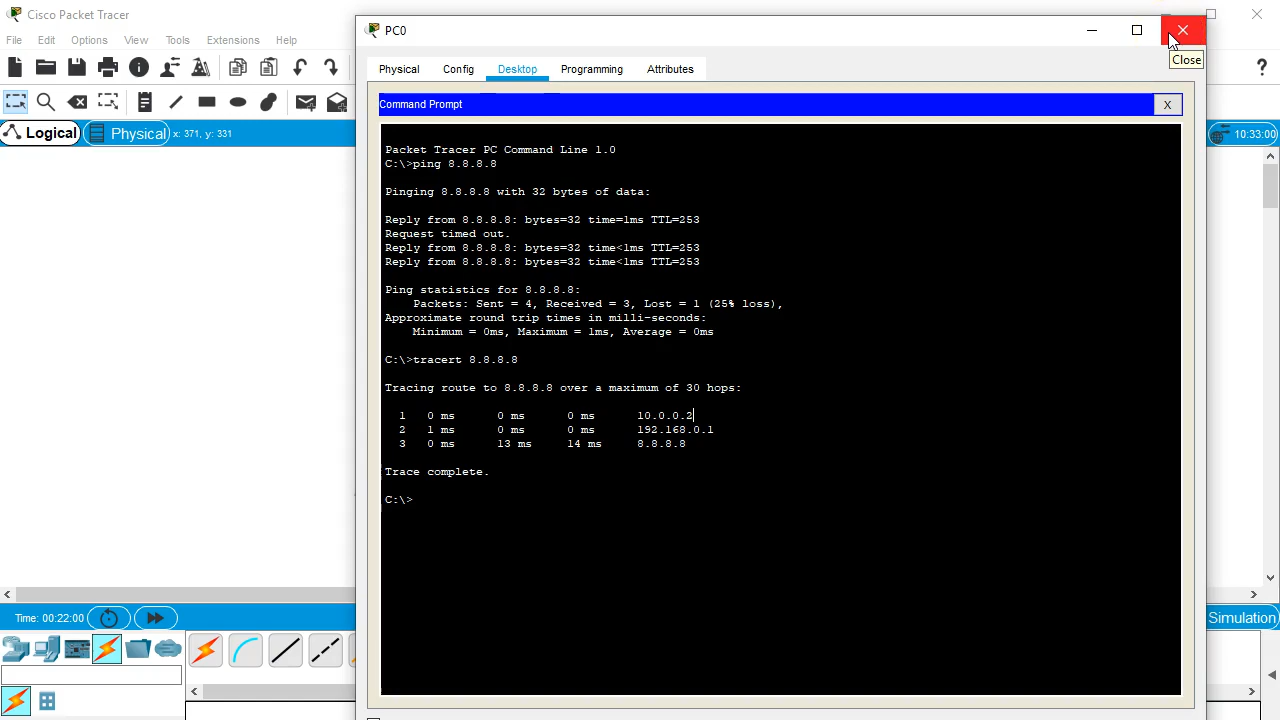 Cisco Packet Tracer
File Edit Options View Tools Extensions Help
PC0
Close
Physical Config Desktop Programming Attributes
Command Prompt
X
Logical Physical x: 371, y: 331
10:33:00
Packet Tracer PC Command Line 1.0
C:\>ping 8.8.8.8
Pinging 8.8.8.8 with 32 bytes of data:
Reply from 8.8.8.8: bytes=32 time=1ms TTL=253
Request timed out.
Reply from 8.8.8.8: bytes=32 time<1ms TTL=253
Reply from 8.8.8.8: bytes=32 time<1ms TTL=253
Ping statistics for 8.8.8.8:
Packets: Sent = 4, Received = 3, Lost = 1 (25% loss),
Approximate round trip times in milli-seconds:
Minimum = 0ms, Maximum = 1ms, Average = 0ms
C:\>tracert 8.8.8.8
Tracing route to 8.8.8.8 over a maximum of 30 hops:
1 0 ms 0 ms 0 ms 10.0.0.2
2 1 ms 0 ms 0 ms 192.168.0.1
3 0 ms 13 ms 14 ms 8.8.8.8
Trace complete.
C:\>
Time: 00:22:00
Simulation